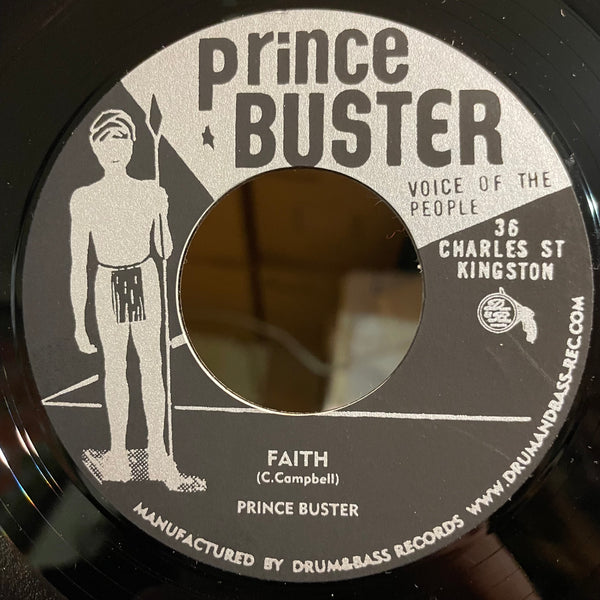 prince
BUSTER
VOICE OF THE
PEOPLE
36
CHARLES ST
KINGSTON
FAITH
(C.Campbell)
PRINCE BUSTER
MANUFACTURED BY DRUM&BASS RECORDS WWW.DRUMANDBASS-REC.COM